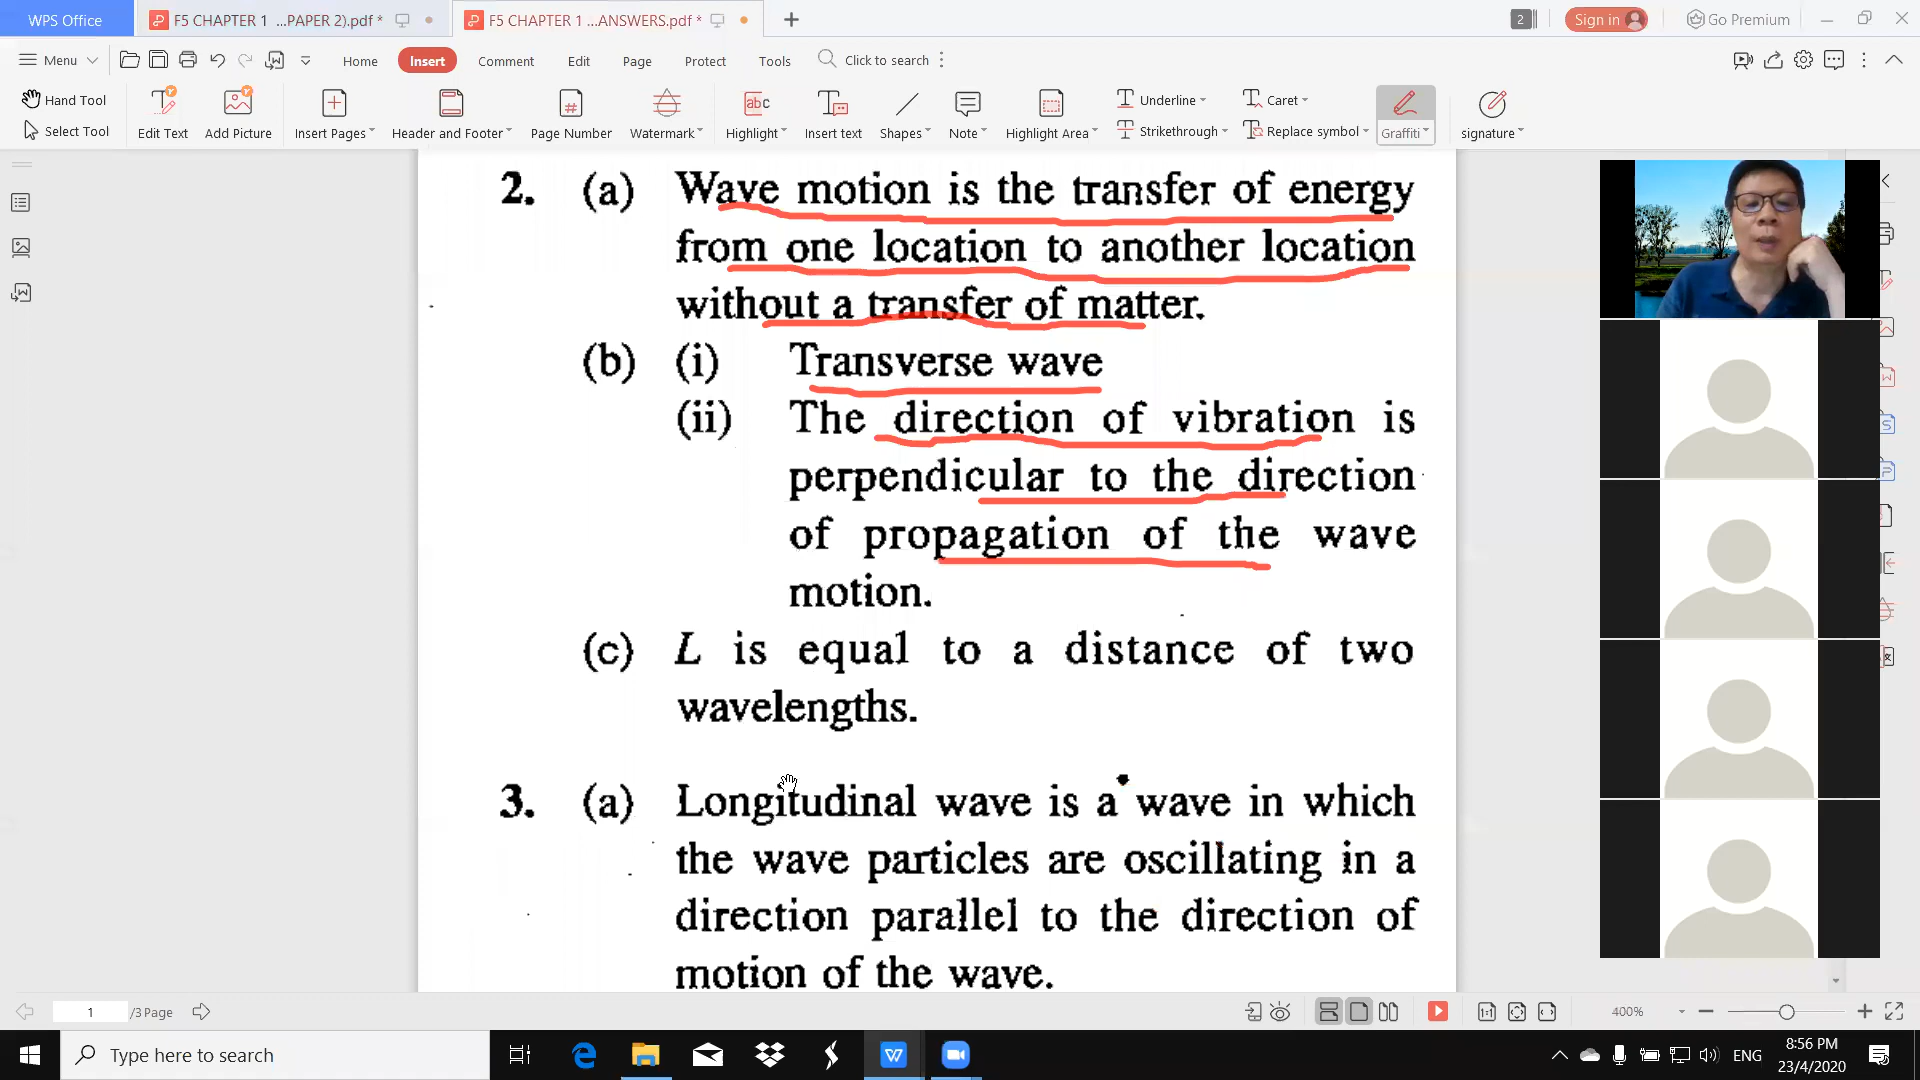 WPS Office
F5 CHAPTER 1 ...PAPER 2).pdf *
F5 CHAPTER 1 ...ANSWERS.pdf *
2
Sign in
Go Premium
Menu
Home
Insert
Comment
Edit
Page
Protect
Tools
Click to search
Hand Tool
Select Tool
Edit Text
Add Picture
Insert Pages
Header and Footer
Page Number
Watermark
Highlight
Insert text
Shapes
Note
Highlight Area
Underline
Strikethrough
Caret
Replace symbol
Graffiti
signature
2. (a) Wave motion is the transfer of energy
from one location to another location
without a transfer of matter.
(b) (i) Transverse wave
(ii) The direction of vibration is
perpendicular to the direction
of propagation of the wave
motion.
(c) L is equal to a distance of two
wavelengths.
3. (a) Longitudinal wave is a wave in which
the wave particles are oscillating in a
direction parallel to the direction of
motion of the wave.
1 /3 Page
400%
Type here to search
ENG
8:56 PM
23/4/2020